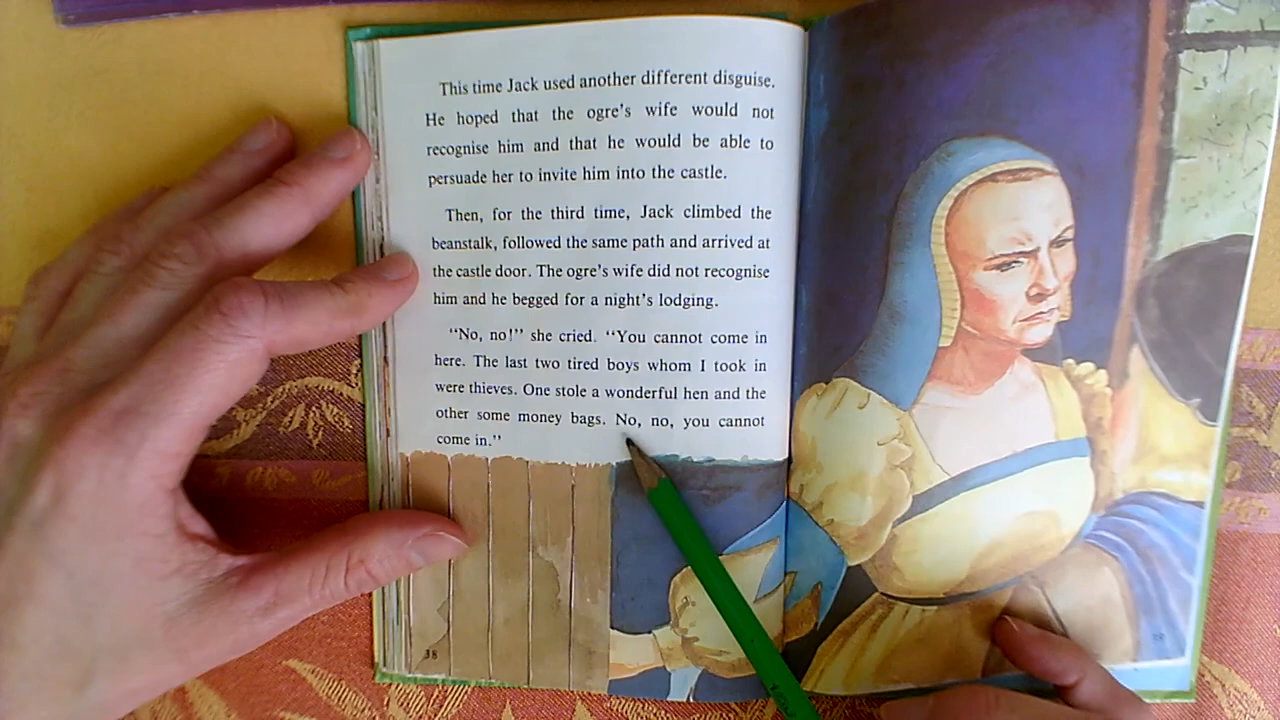 This time Jack used another different disguise.
He hoped that the ogre's wife would not
recognise him and that he would be able to
persuade her to invite him into the castle.
Then, for the third time, Jack climbed the
beanstalk, followed the same path and arrived at
the castle door. The ogre's wife did not recognise
him and he begged for a night's lodging.
"No, no!" she cried. "You cannot come in
here. The last two tired boys whom I took in
were thieves. One stole a wonderful hen and the
other some money bags. No, no, you cannot
come in."
38